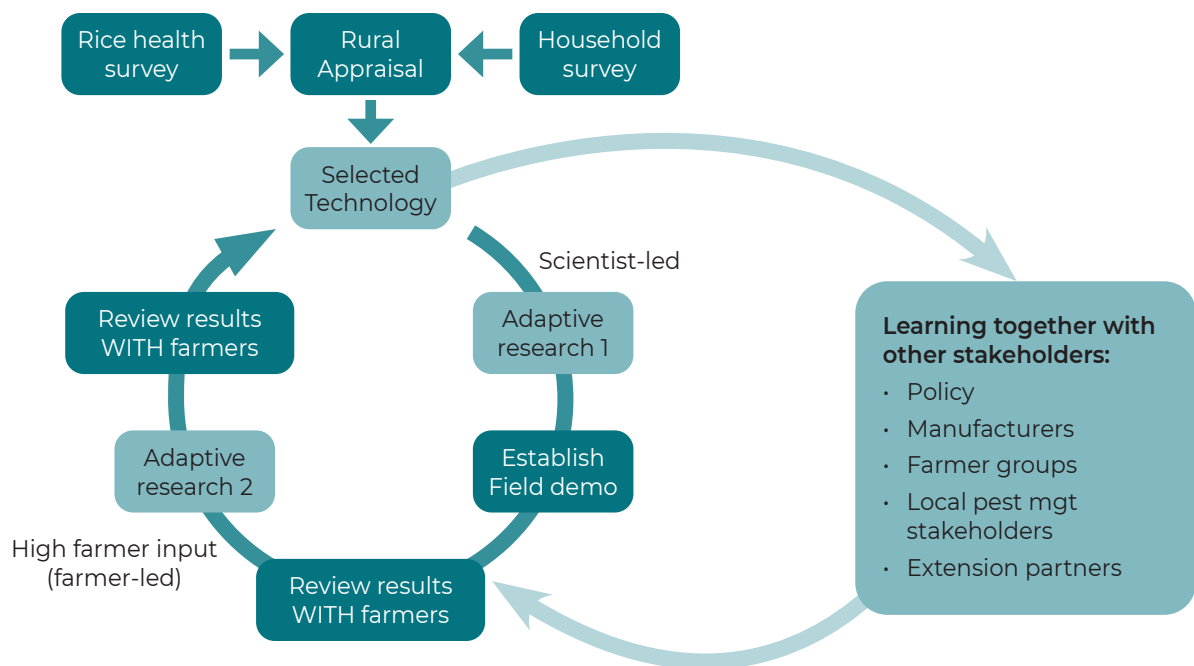 Rice health
survey
Rural
Appraisal
Household
survey
Selected
Technology
Scientist-led
Adaptive
research 1
Establish
Field demo
Review results
WITH farmers
High farmer input
(farmer-led)
Adaptive
research 2
Review results
WITH farmers
Learning together with
other stakeholders:
• Policy
• Manufacturers
• Farmer groups
• Local pest mgt
stakeholders
• Extension partners